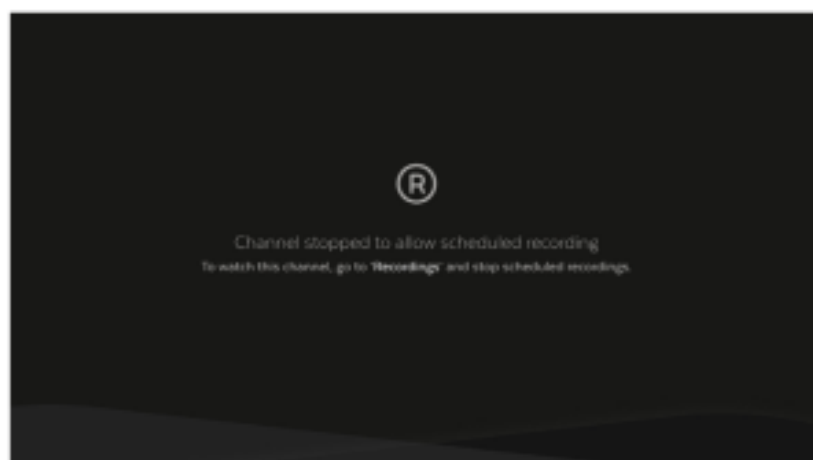 ®
Channel stopped to allow scheduled recording
To watch this channel, go to "Recordings" and stop scheduled recordings.